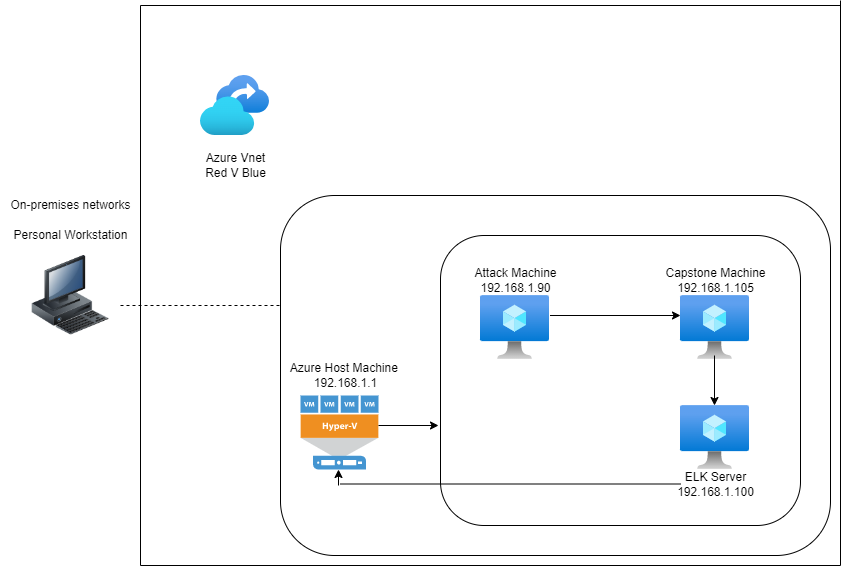 Azure Vnet
Red V Blue
On-premises networks
Personal Workstation
Attack Machine
192.168.1.90
Capstone Machine
192.168.1.105
Azure Host Machine
192.168.1.1
VM VM VM VM
Hyper-V
ELK Server
192.168.1.100